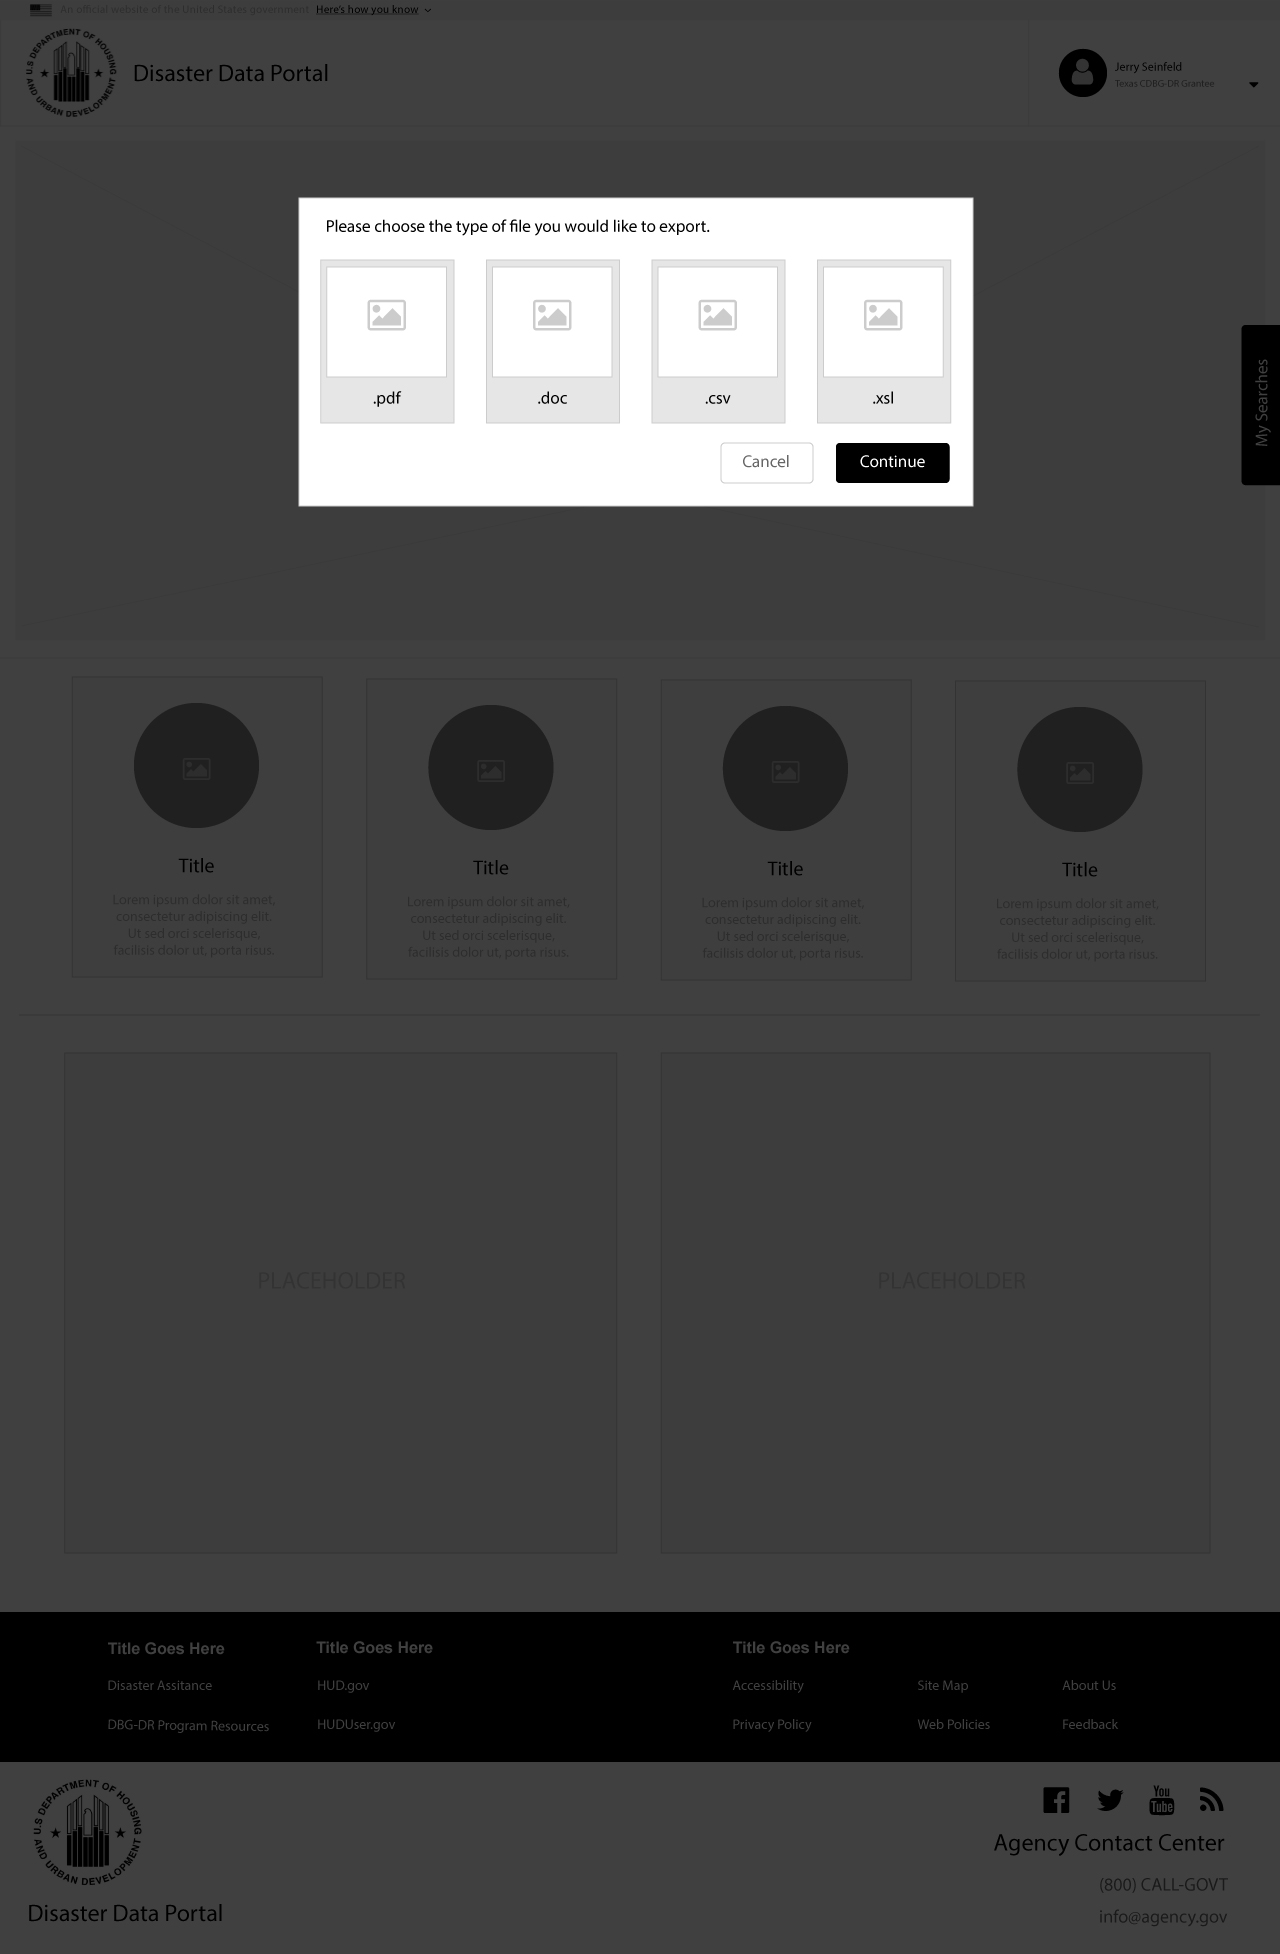 An official website of the United States government Here's how you know
U.S DEPARTMENT OF HOUSING
AND URBAN DEVELOPMENT
Disaster Data Portal
Jerry Seinfeld
Texas CDBG-DR Grantee
Please choose the type of file you would like to export.
.pdf .doc .csv .xsl
Cancel Continue
My Searches
Title Title Title Title
Lorem ipsum dolor sit amet, Lorem ipsum dolor sit amet, Lorem ipsum dolor sit amet, Lorem ipsum dolor sit amet,
consectetur adipiscing elit. consectetur adipiscing elit. consectetur adipiscing elit. consectetur adipiscing elit.
Ut sed orci scelerisque, Ut sed orci scelerisque, Ut sed orci scelerisque, Ut sed orci scelerisque,
facilisis dolor ut, porta risus. facilisis dolor ut, porta risus. facilisis dolor ut, porta risus. facilisis dolor ut, porta risus.
PLACEHOLDER PLACEHOLDER
Title Goes Here Title Goes Here Title Goes Here
Disaster Assitance HUD.gov Accessibility Site Map About Us
DBG-DR Program Resources HUDUser.gov Privacy Policy Web Policies Feedback
U.S DEPARTMENT OF HOUSING
AND URBAN DEVELOPMENT
Disaster Data Portal
You
Tube
Agency Contact Center
(800) CALL-GOVT
info@agency.gov